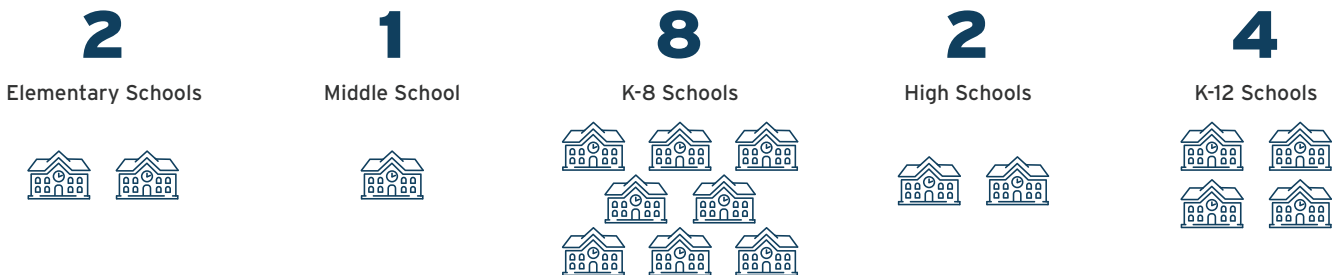 2
Elementary Schools
1
Middle School
8
K-8 Schools
2
High Schools
4
K-12 Schools